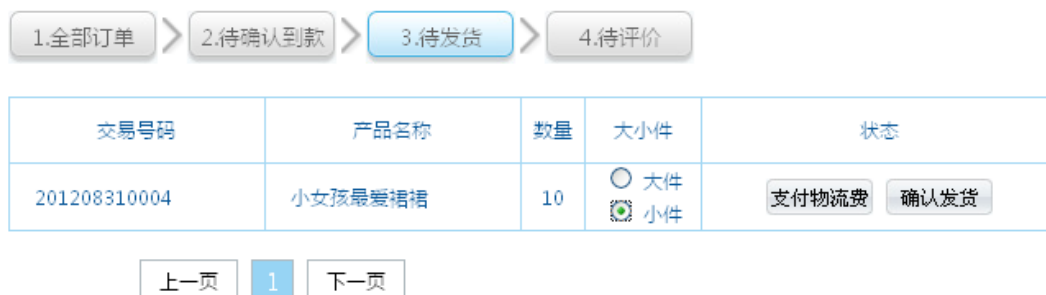 1.全部订单 2.待确认到款 3.待发货 4.待评价
交易号码 产品名称 数量 大小件 状态
大件
201208310004 小女孩最爱裙裙 10 支付物流费 确认发货
小件
上一页 1 下一页